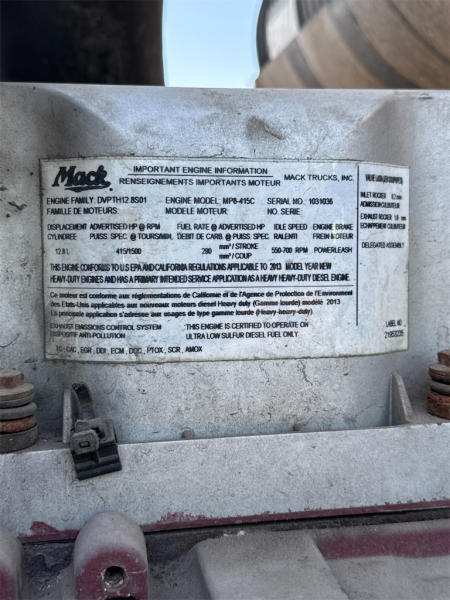 Mack
IMPORTANT ENGINE INFORMATION
RENSEIGNEMENTS IMPORTANTS MOTEUR
MACK TRUCKS, INC.
ENGINE FAMILY: DVPTH12.8S01 ENGINE MODEL: MP8-415C SERIAL NO.: 1031036
FAMILLE DE MOTEURS: MODELE MOTEUR: NO. SERIE:
DISPLACEMENT ADVERTISED HP @ RPM FUEL RATE @ ADVERTISED HP IDLE SPEED ENGINE BRAKE
CYLINDREE PUISS. SPEC @ TOURS/MIN. DEBIT DE CARB. @ PUISS. SPEC. RALENTI FREIN MOTEUR
12.8 L 415/1500 290 mm³ / STROKE 550-700 RPM POWERLEASH
mm³ / COUP
THIS ENGINE CONFORMS TO U.S EPA AND CALIFORNIA REGULATIONS APPLICABLE TO 2013 MODEL YEAR NEW
HEAVY-DUTY ENGINES AND HAS A PRIMARY INTENDED SERVICE APPLICATION AS A HEAVY HEAVY-DUTY DIESEL ENGINE.
Ce moteur est conforme aux réglementations de Californie et de l'Agence de Protection de l'Environnement
des Etats-Unis applicables aux nouveaux moteurs diesel Heavy duty (Gamme lourde) modèle 2013
La principale application s'adresse aux usages de type gamme lourde (Heavy-heavy-duty)
EXHAUST EMISSIONS CONTROL SYSTEM THIS ENGINE IS CERTIFIED TO OPERATE ON
DISPOSITIF ANTI-POLLUTION ULTRA LOW SULFUR DIESEL FUEL ONLY.
TC, CAC, EGR, DDI, ECM, DOC, PTOX, SCR, AMOX
INLET ROCKER 0.2 mm
ADMISSION CULBUTEUR
EXHAUST ROCKER
ECHAPPEMENT CULBUTEUR
DELEGATED ASSEMBLY
LABEL NO.